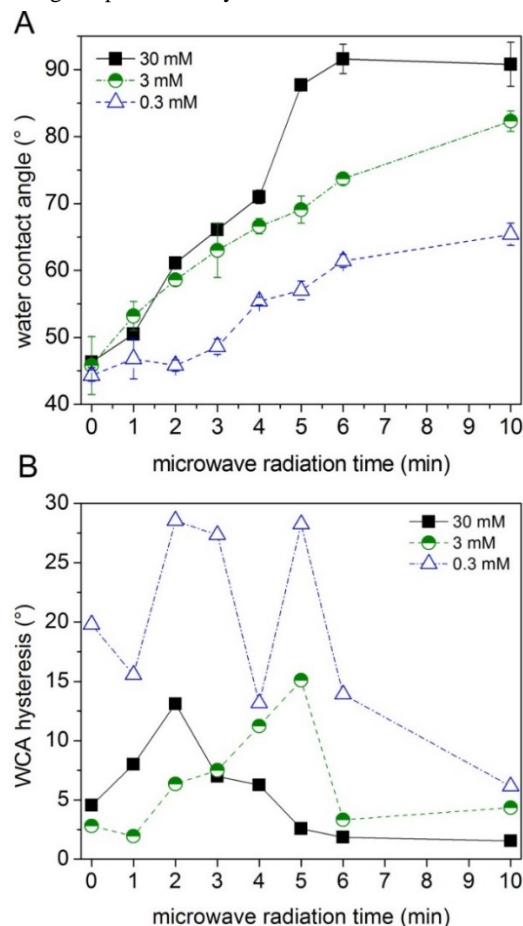 A
30 mM
3 mM
0.3 mM
90
80
70
60
50
40
water contact angle (°)
0 1 2 3 4 5 6 7 8 9 10
microwave radiation time (min)
B
30 mM
3 mM
0.3 mM
30
25
20
15
10
5
0
WCA hysteresis (°)
0 1 2 3 4 5 6 7 8 9 10
microwave radiation time (min)